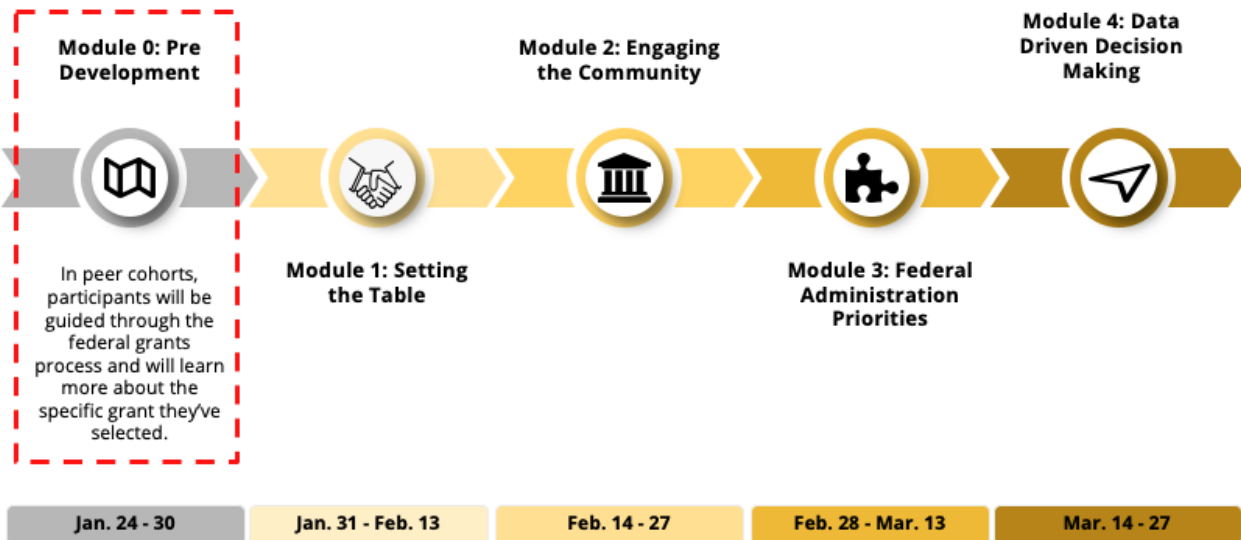 Module 0: Pre
Development
In peer cohorts,
participants will be
guided through the
federal grants
process and will learn
more about the
specific grant they’ve
selected.
Module 1: Setting
the Table
Module 2: Engaging
the Community
Module 3: Federal
Administration
Priorities
Module 4: Data
Driven Decision
Making
Jan. 24 - 30
Jan. 31 - Feb. 13
Feb. 14 - 27
Feb. 28 - Mar. 13
Mar. 14 - 27